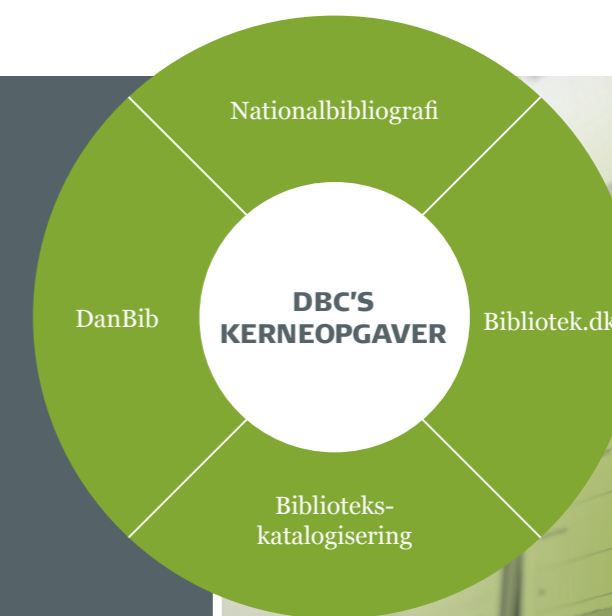 Nationalbibliografi
DanBib
DBC'S
KERNEOPGAVER
Bibliotek.dk
Biblioteks-
katalogisering